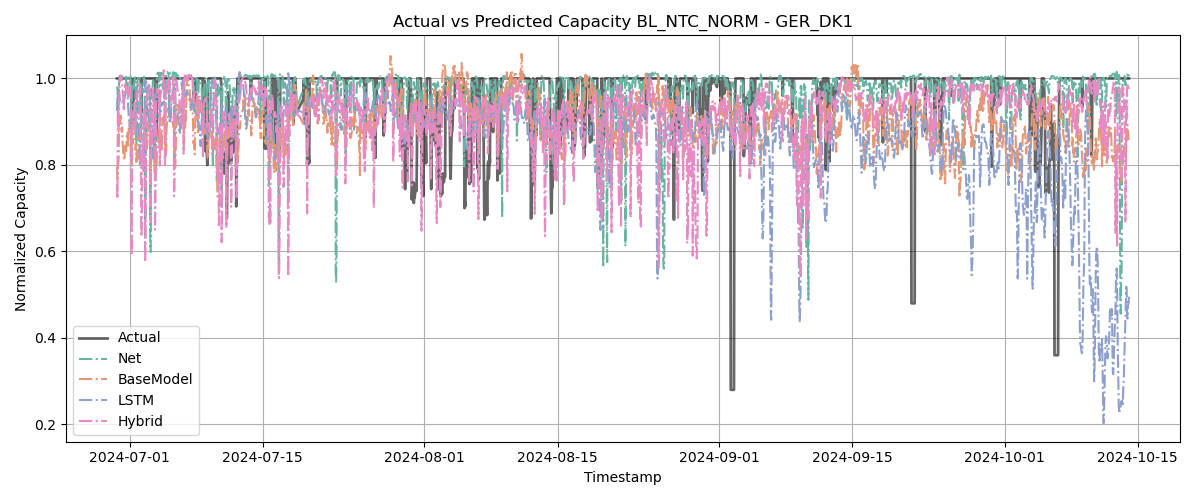 Actual vs Predicted Capacity BL_NTC_NORM - GER_DK1
Normalized Capacity
1.0
0.8
0.6
0.4
0.2
Actual
Net
BaseModel
LSTM
Hybrid
2024-07-01
2024-07-15
2024-08-01
2024-08-15
2024-09-01
2024-09-15
2024-10-01
2024-10-15
Timestamp